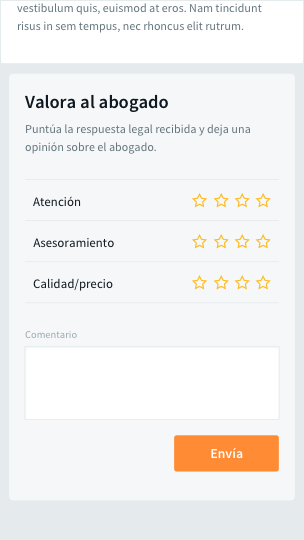 vestibulum quis, euismod at eros. Nam tincidunt
risus in sem tempus, nec rhoncus elit rutrum.
Valora al abogado
Puntúa la respuesta legal recibida y deja una
opinión sobre el abogado.
Atención
Asesoramiento
Calidad/precio
Comentario
Envía